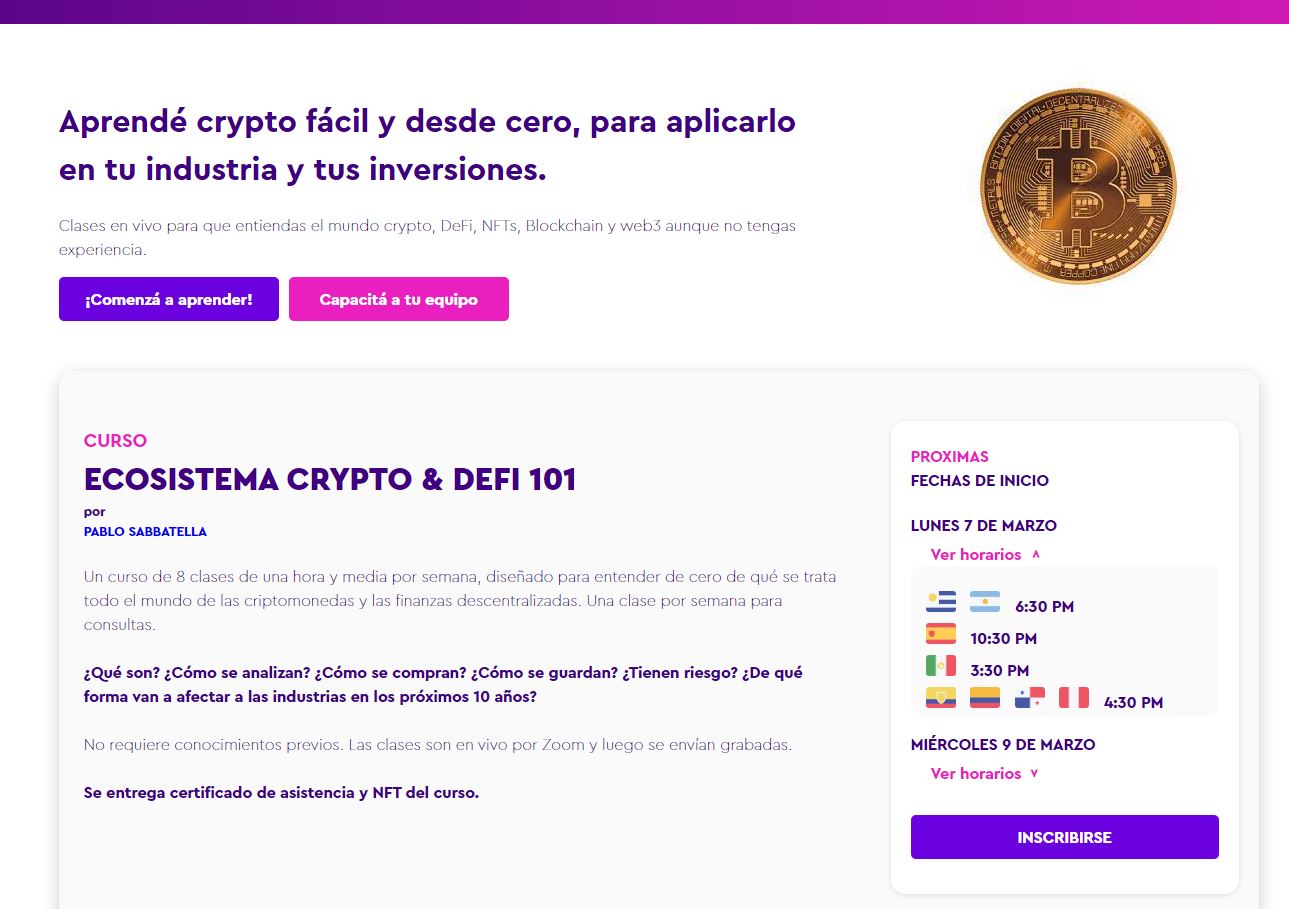 Aprendé crypto fácil y desde cero, para aplicarlo
en tu industria y tus inversiones.
Clases en vivo para que entiendas el mundo crypto, DeFi, NFTs, Blockchain y web3 aunque no tengas
experiencia.
¡Comenzá a aprender!
Capacitá a tu equipo
CURSO
ECOSISTEMA CRYPTO & DEFI 101
por
PABLO SABBATELLA
Un curso de 8 clases de una hora y media por semana, diseñado para entender de cero de qué se trata
todo el mundo de las criptomonedas y las finanzas descentralizadas. Una clase por semana para
consultas.
¿Qué son? ¿Cómo se analizan? ¿Cómo se compran? ¿Cómo se guardan? ¿Tienen riesgo? ¿De qué
forma van a afectar a las industrias en los próximos 10 años?
No requiere conocimientos previos. Las clases son en vivo por Zoom y luego se envían grabadas.
Se entrega certificado de asistencia y NFT del curso.
PROXIMAS
FECHAS DE INICIO
LUNES 7 DE MARZO
Ver horarios
6:30 PM
10:30 PM
3:30 PM
4:30 PM
MIÉRCOLES 9 DE MARZO
Ver horarios
INSCRIBIRSE